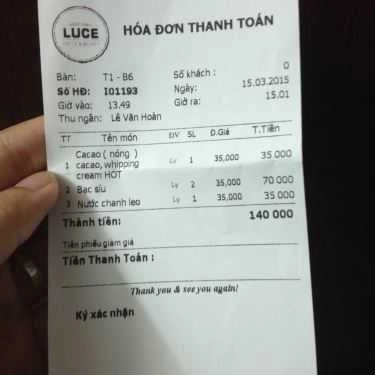 LUCE
HÓA ĐƠN THANH TOÁN
Bàn: T1 - B6 Số khách : 0
Số HĐ: I01193 Ngày: 15.03.2015
Giờ vào: 13.49 Giờ ra: 15.01
Thu ngân: Lê Văn Hoàn
TT Tên món ĐV SL Đ.Giá T.Tiền
Cacao ( nóng )
1 cacao, whipping Ly 1 35,000 35 000
cream HOT
2 Bạc síu Ly 2 35,000 70 000
3 Nước chanh leo Ly 1 35,000 35 000
Thành tiền: 140 000
Tiền phiếu giảm giá
Tiền Thanh Toán :
Thank you & see you again!
Ký xác nhận